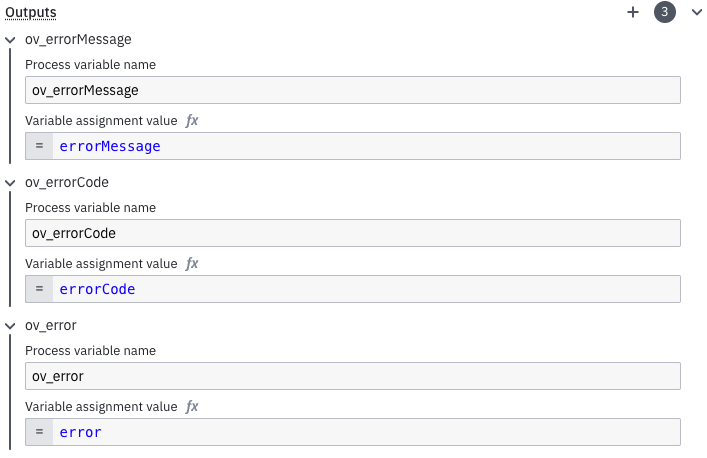 Outputs + 3
ov_errorMessage
Process variable name
ov_errorMessage
Variable assignment value fx
= errorMessage
ov_errorCode
Process variable name
ov_errorCode
Variable assignment value fx
= errorCode
ov_error
Process variable name
ov_error
Variable assignment value fx
= error